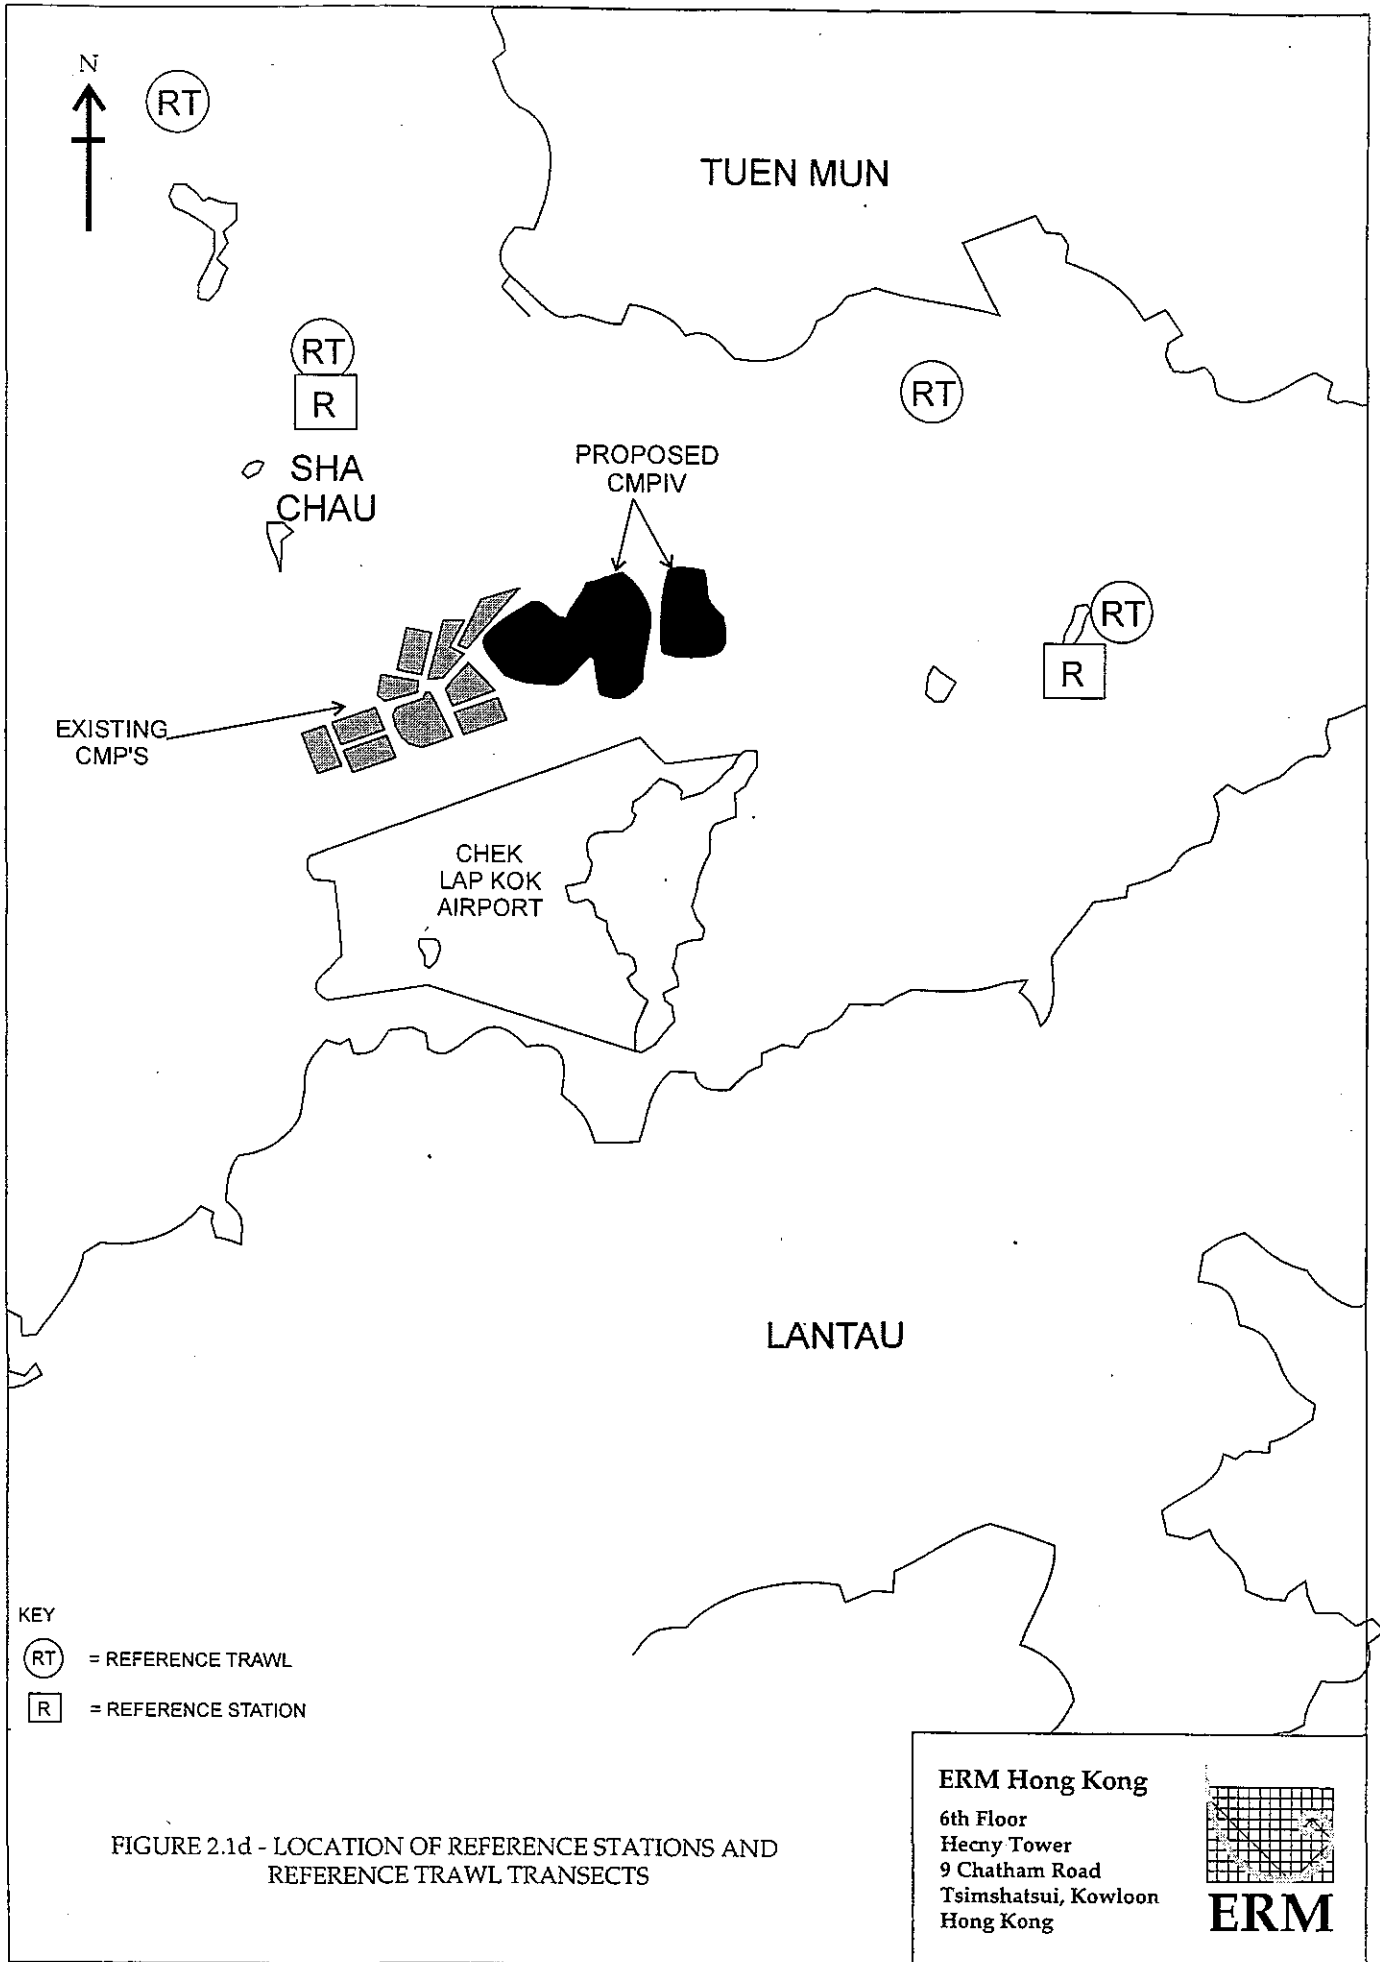 N
RT
TUEN MUN
RT
R
RT
SHA
CHAU
PROPOSED
CMPIV
RT
R
EXISTING
CMP'S
CHEK
LAP KOK
AIRPORT
LANTAU
KEY
RT = REFERENCE TRAWL
R = REFERENCE STATION
FIGURE 2.1d - LOCATION OF REFERENCE STATIONS AND
REFERENCE TRAWL TRANSECTS
ERM Hong Kong
6th Floor
Hecny Tower
9 Chatham Road
Tsimshatsui, Kowloon
Hong Kong
ERM